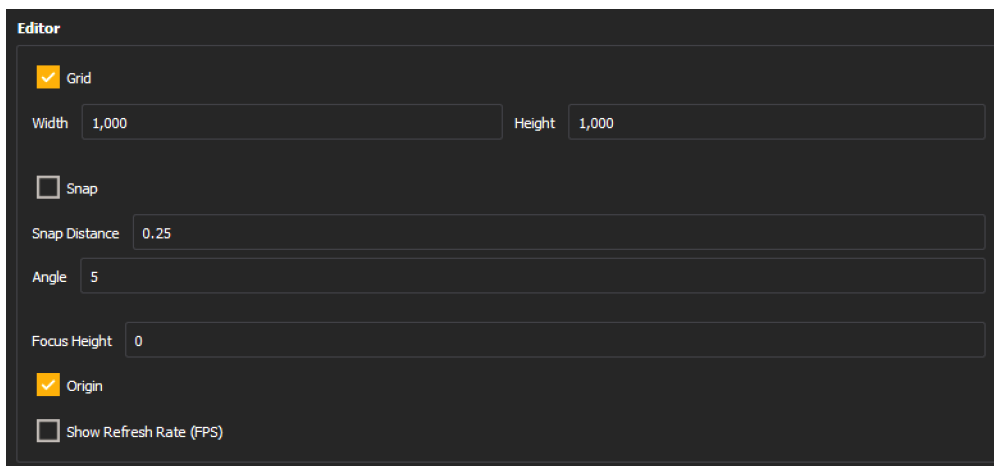 Editor
Grid
Width 1,000 Height 1,000
Snap
Snap Distance 0.25
Angle 5
Focus Height 0
Origin
Show Refresh Rate (FPS)